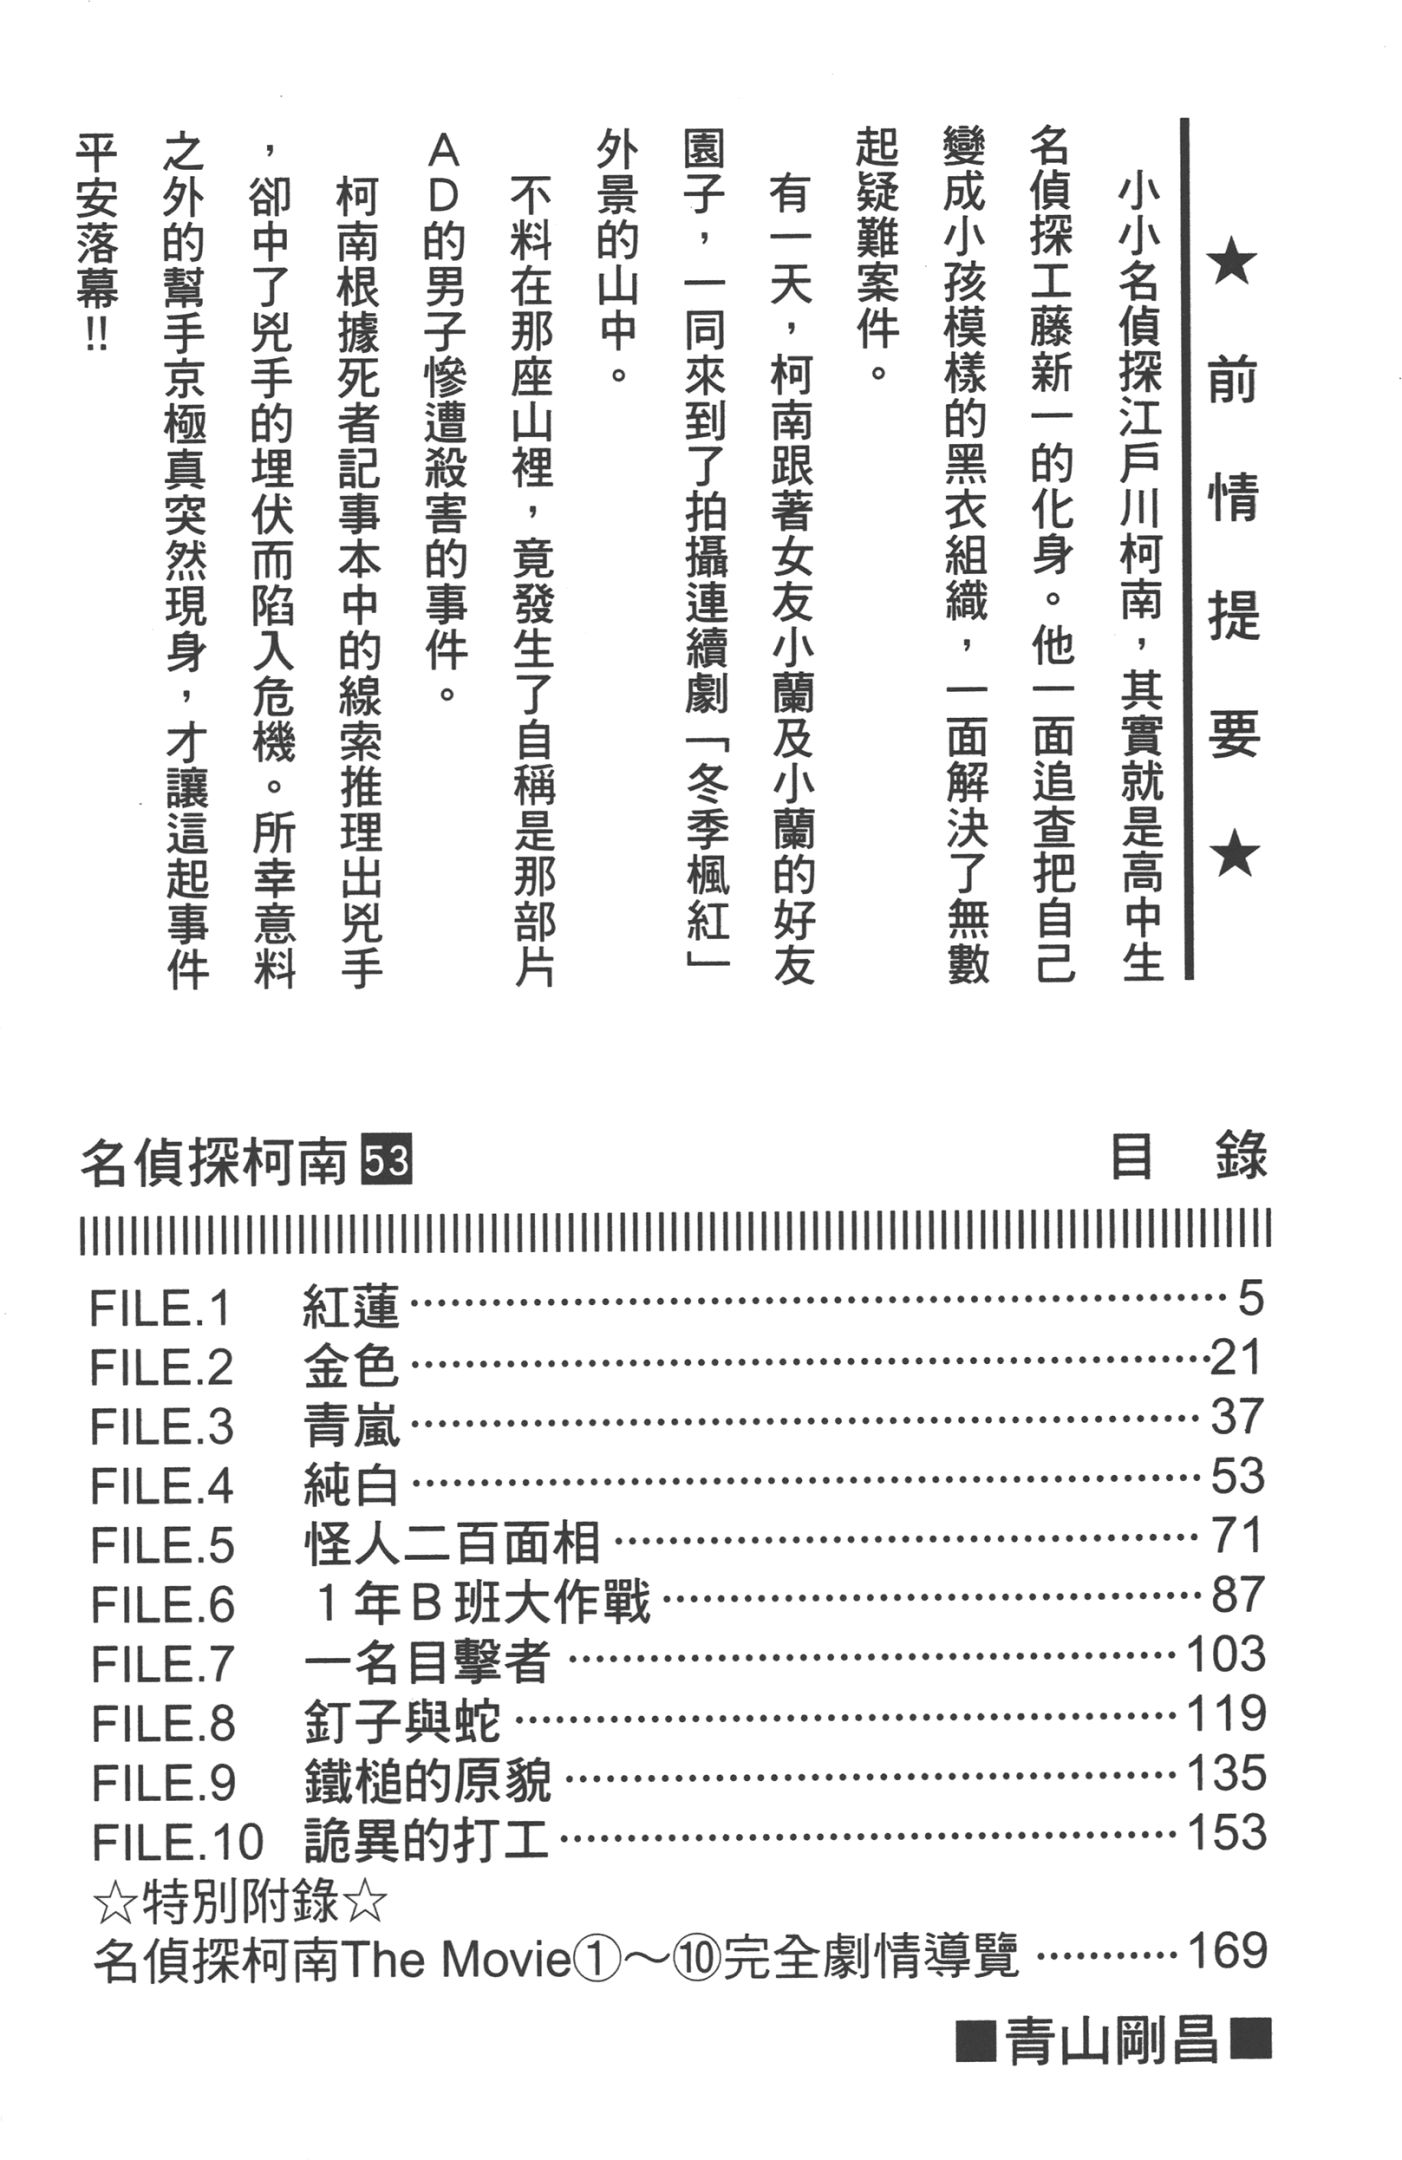 ★前情提要★
小小名偵探江戶川柯南，其實就是高中生
名偵探工藤新一的化身。他一面追查把自己
變成小孩模樣的黑衣組織，一面解決了無數
起疑難案件。
有一天，柯南跟著女友小蘭及小蘭的好友
園子，一同來到了拍攝連續劇「冬季楓紅」
外景的山中。
不料在那座山裡，竟發生了自稱是那部片
ＡＤ的男子慘遭殺害的事件。
柯南根據死者記事本中的線索推理出兇手
，卻中了兇手的埋伏而陷入危機。所幸意料
之外的幫手京極真突然現身，才讓這起事件
平安落幕!!
名偵探柯南 53 目 錄
FILE.1 紅蓮………5
FILE.2 金色………21
FILE.3 青嵐………37
FILE.4 純白………53
FILE.5 怪人二百面相………71
FILE.6 １年Ｂ班大作戰………87
FILE.7 一名目擊者………103
FILE.8 釘子與蛇………119
FILE.9 鐵槌的原貌………135
FILE.10 詭異的打工………153
☆特別附錄☆
名偵探柯南The Movie①～⑩完全劇情導覽………169
■青山剛昌■